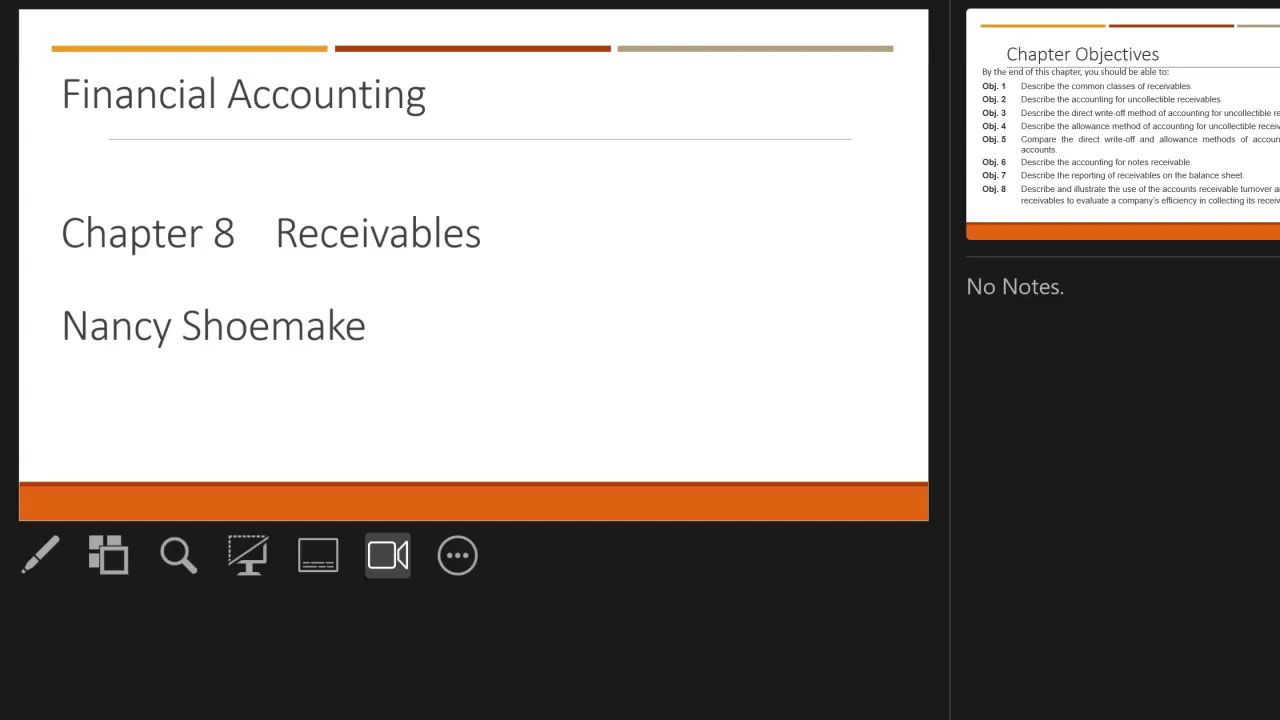 Financial Accounting
Chapter 8 Receivables
Nancy Shoemake
Chapter Objectives
By the end of this chapter, you should be able to:
Obj. 1 Describe the common classes of receivables.
Obj. 2 Describe the accounting for uncollectible receivables.
Obj. 3 Describe the direct write-off method of accounting for uncollectible
Obj. 4 Describe the allowance method of accounting for uncollectible
Obj. 5 Compare the direct write-off and allowance methods of
accounts.
Obj. 6 Describe the accounting for notes receivable.
Obj. 7 Describe the reporting of receivables on the balance sheet.
Obj. 8 Describe and illustrate the use of the accounts receivable turnover
receivables to evaluate a company's efficiency in collecting its
No Notes.